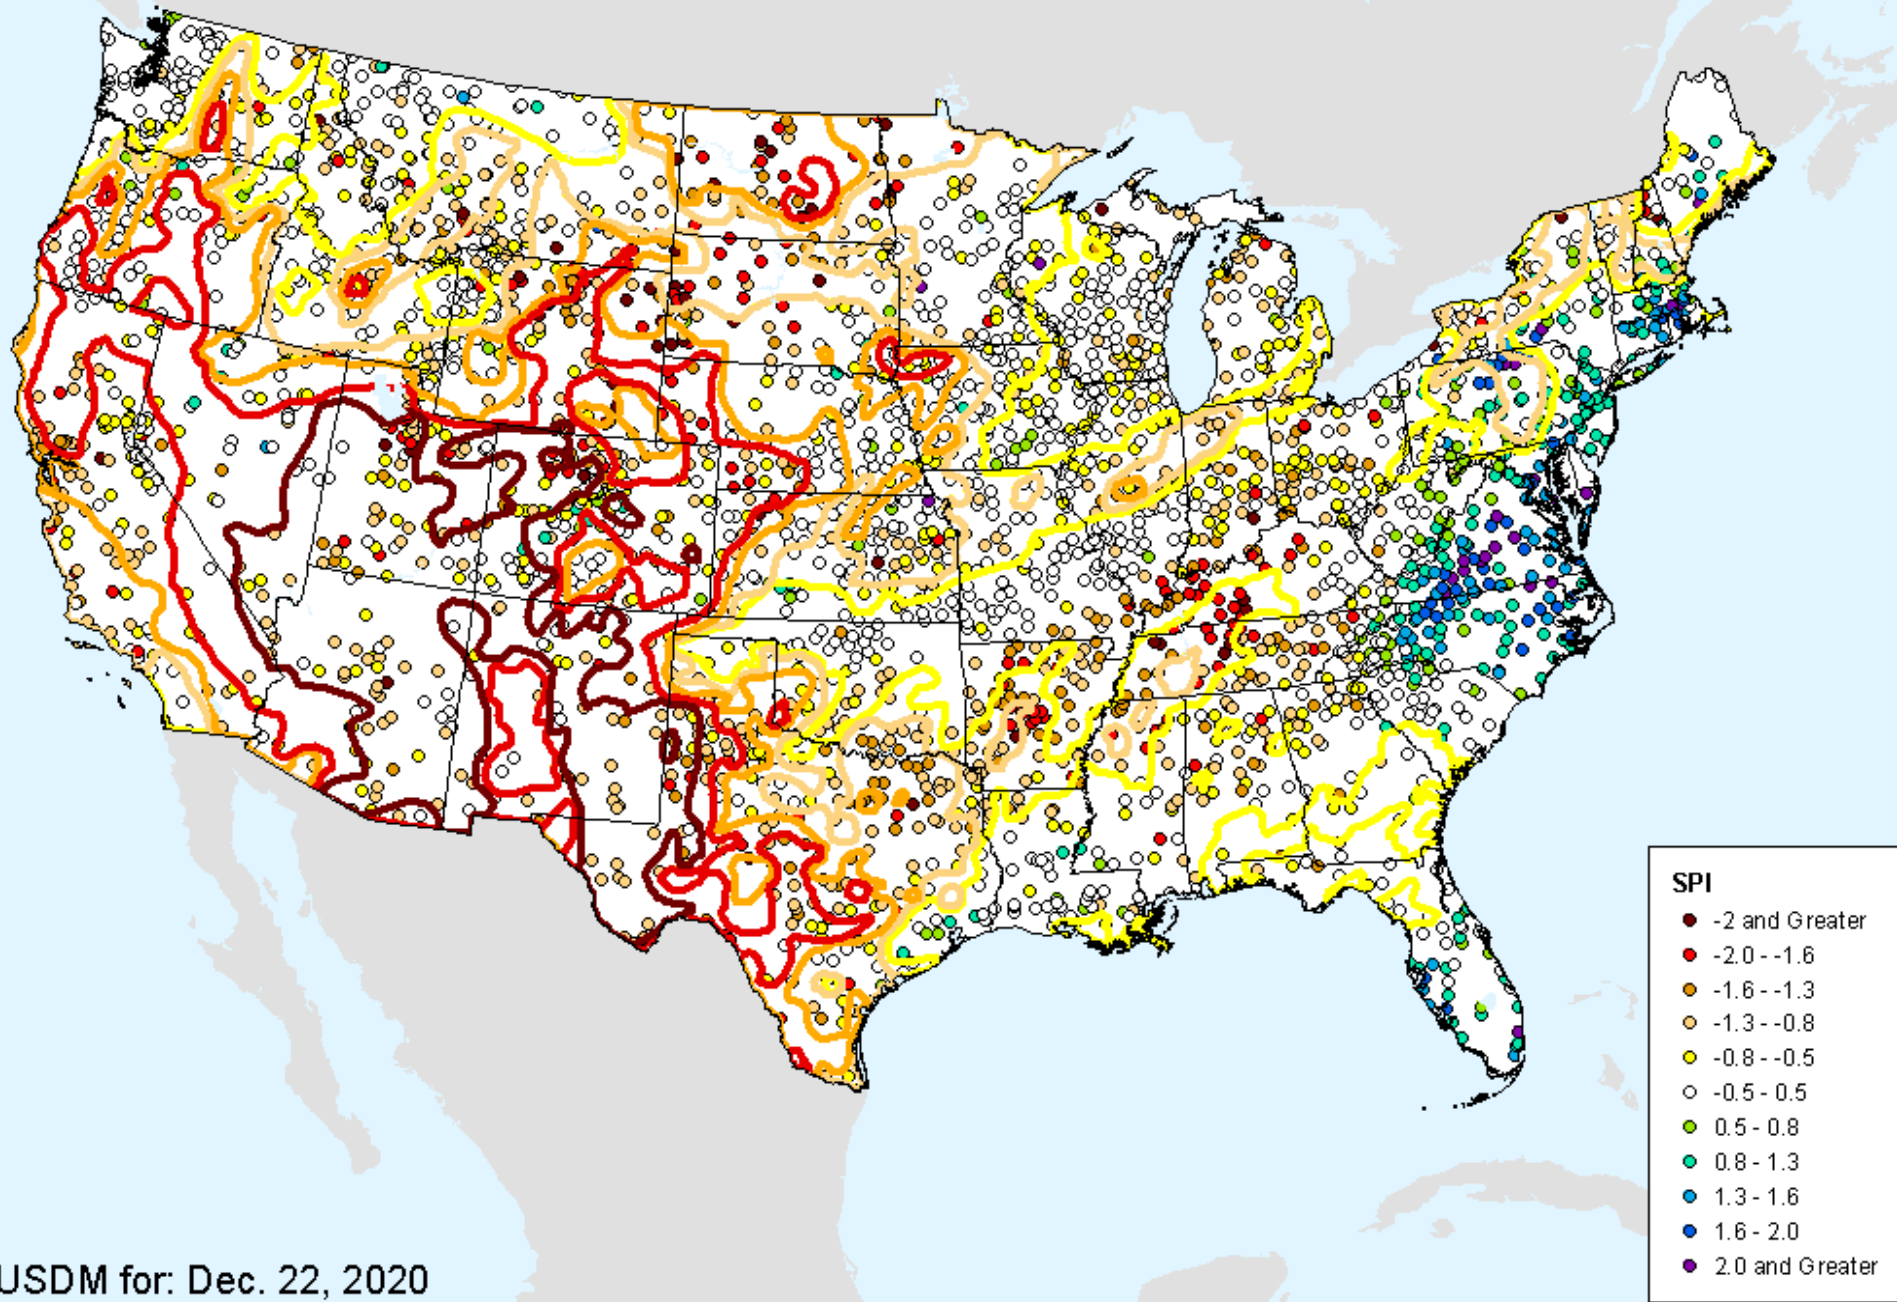 SPI
-2 and Greater
-2.0 - -1.6
-1.6 - -1.3
-1.3 - -0.8
-0.8 - -0.5
-0.5 - 0.5
0.5 - 0.8
0.8 - 1.3
1.3 - 1.6
1.6 - 2.0
2.0 and Greater
USDM for: Dec. 22, 2020